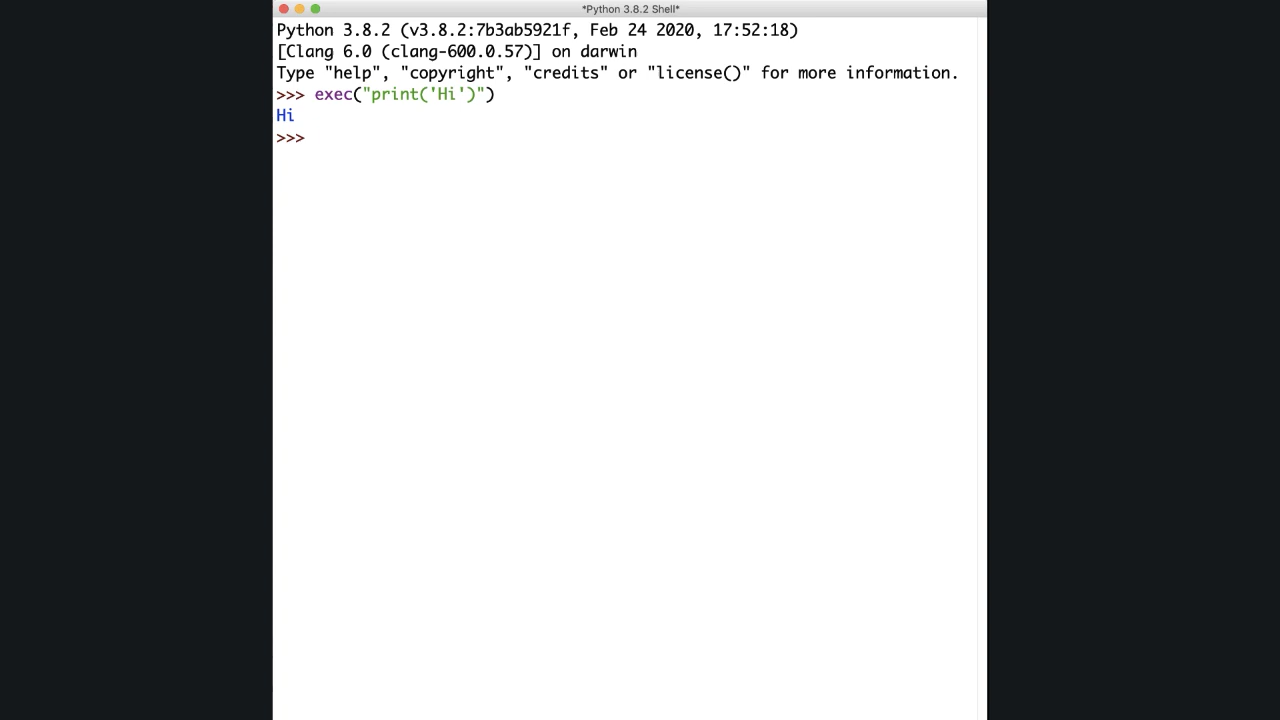 *Python 3.8.2 Shell*
Python 3.8.2 (v3.8.2:7b3ab5921f, Feb 24 2020, 17:52:18)
[Clang 6.0 (clang-600.0.57)] on darwin
Type "help", "copyright", "credits" or "license()" for more information.
>>> exec("print('Hi')")
Hi
>>>